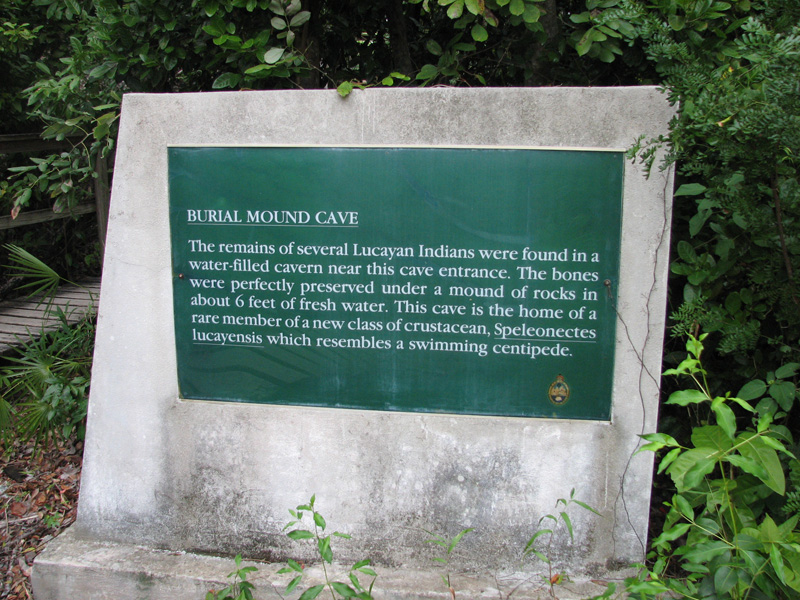 BURIAL MOUND CAVE
The remains of several Lucayan Indians were found in a
water-filled cavern near this cave entrance. The bones
were perfectly preserved under a mound of rocks in
about 6 feet of fresh water. This cave is the home of a
rare member of a new class of crustacean, Speleonectes
lucayensis which resembles a swimming centipede.